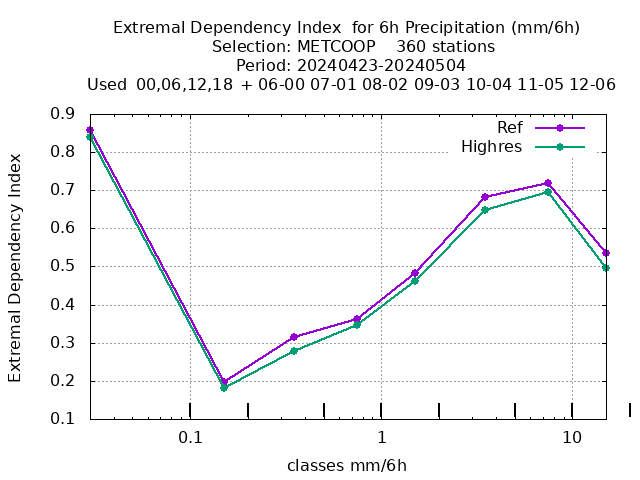 Extremal Dependency Index  for 6h Precipitation (mm/6h)
Selection: METCOOP    360 stations
Period: 20240423-20240504
Used  00,06,12,18  + 06-00 07-01 08-02 09-03 10-04 11-05 12-06
Ref
Highres
Extremal Dependency Index
0.9
0.8
0.7
0.6
0.5
0.4
0.3
0.2
0.1
0.1 1 10
classes mm/6h